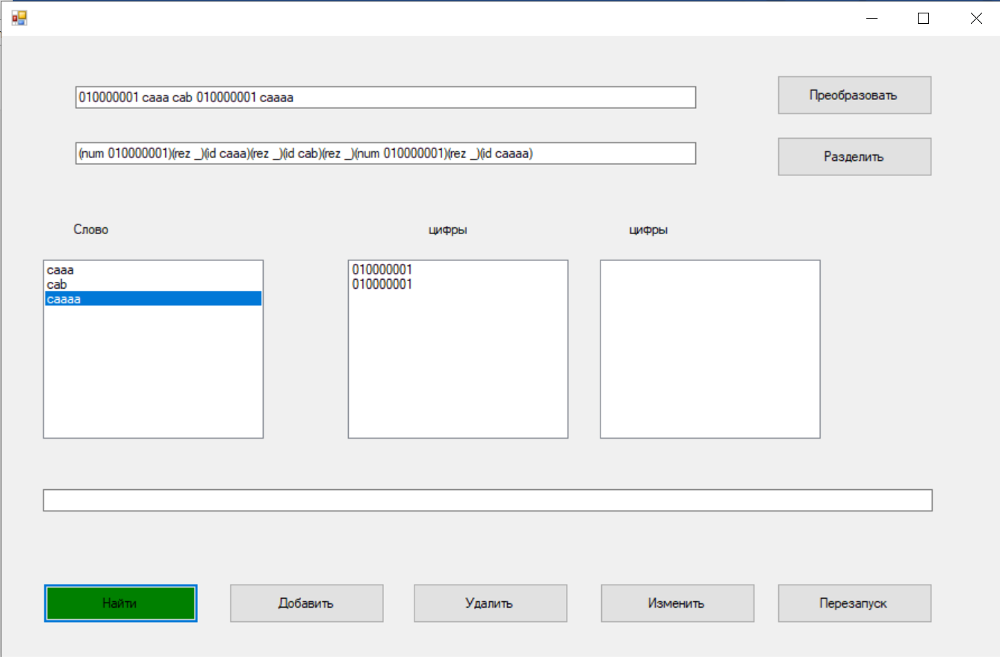 010000001 caaa cab 010000001 caaaa
Преобразовать
(num 010000001)(rez _)(id caaa)(rez _)(id cab)(rez _)(num 010000001)(rez _)(id caaaa)
Разделить
Слово
цифры
цифры
caaa
cab
caaaa
010000001
010000001
Найти
Добавить
Удалить
Изменить
Перезапуск